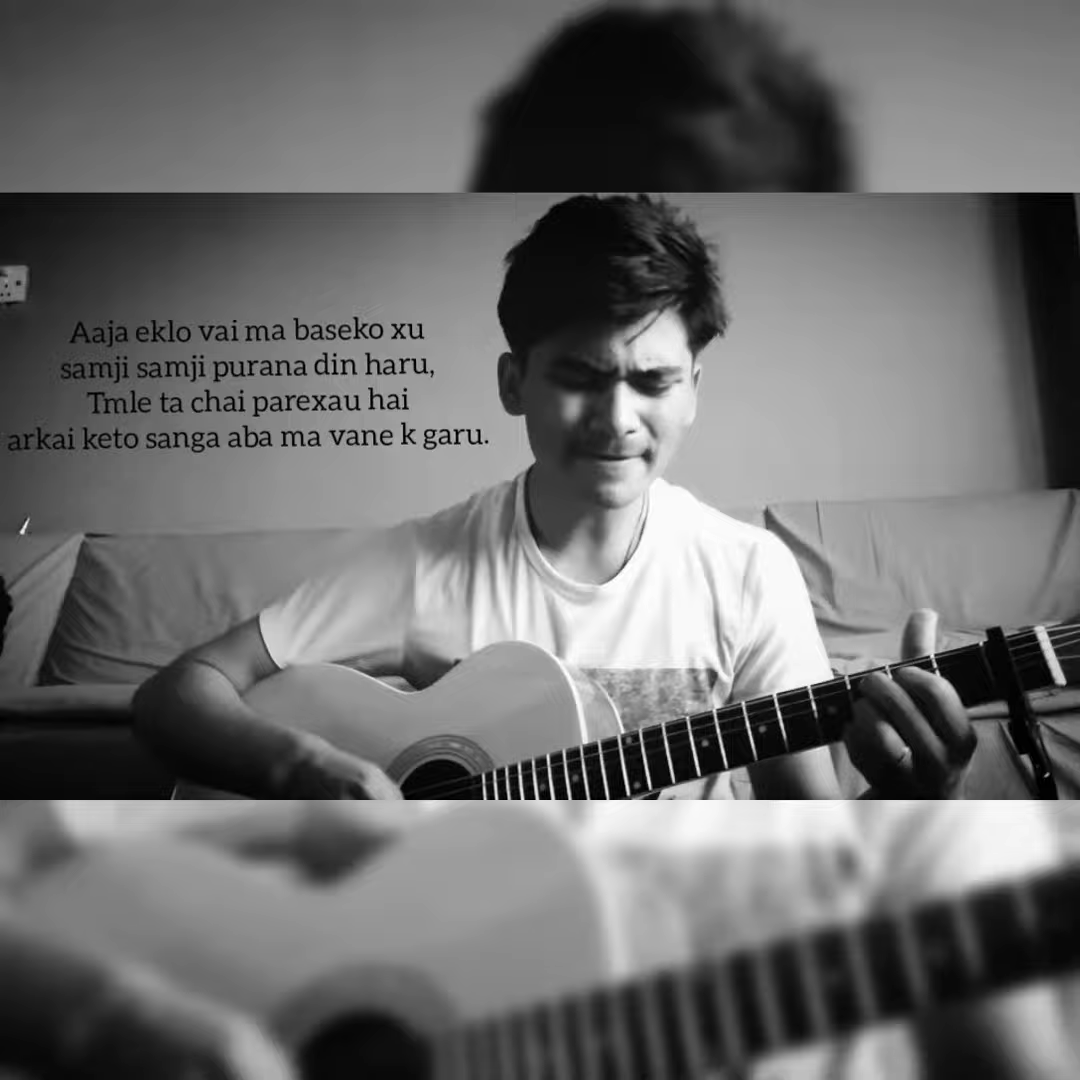 Aaja eklo vai ma baseko xu
samji samji purana din haru,
Tmle ta chai parexau hai
arkai keto sanga aba ma vane k garu.